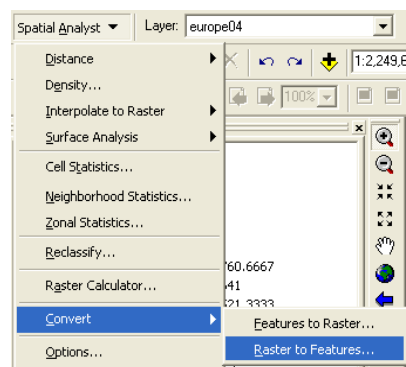 Spatial Analyst Layer: europe04
Distance
Density...
1:2,249,6
Interpolate to Raster
100%
Surface Analysis
Cell Statistics...
Neighborhood Statistics...
Zonal Statistics...
Reclassify...
760.6667
Raster Calculator...
41
Convert
521.3333
Features to Raster...
Options...
Raster to Features...